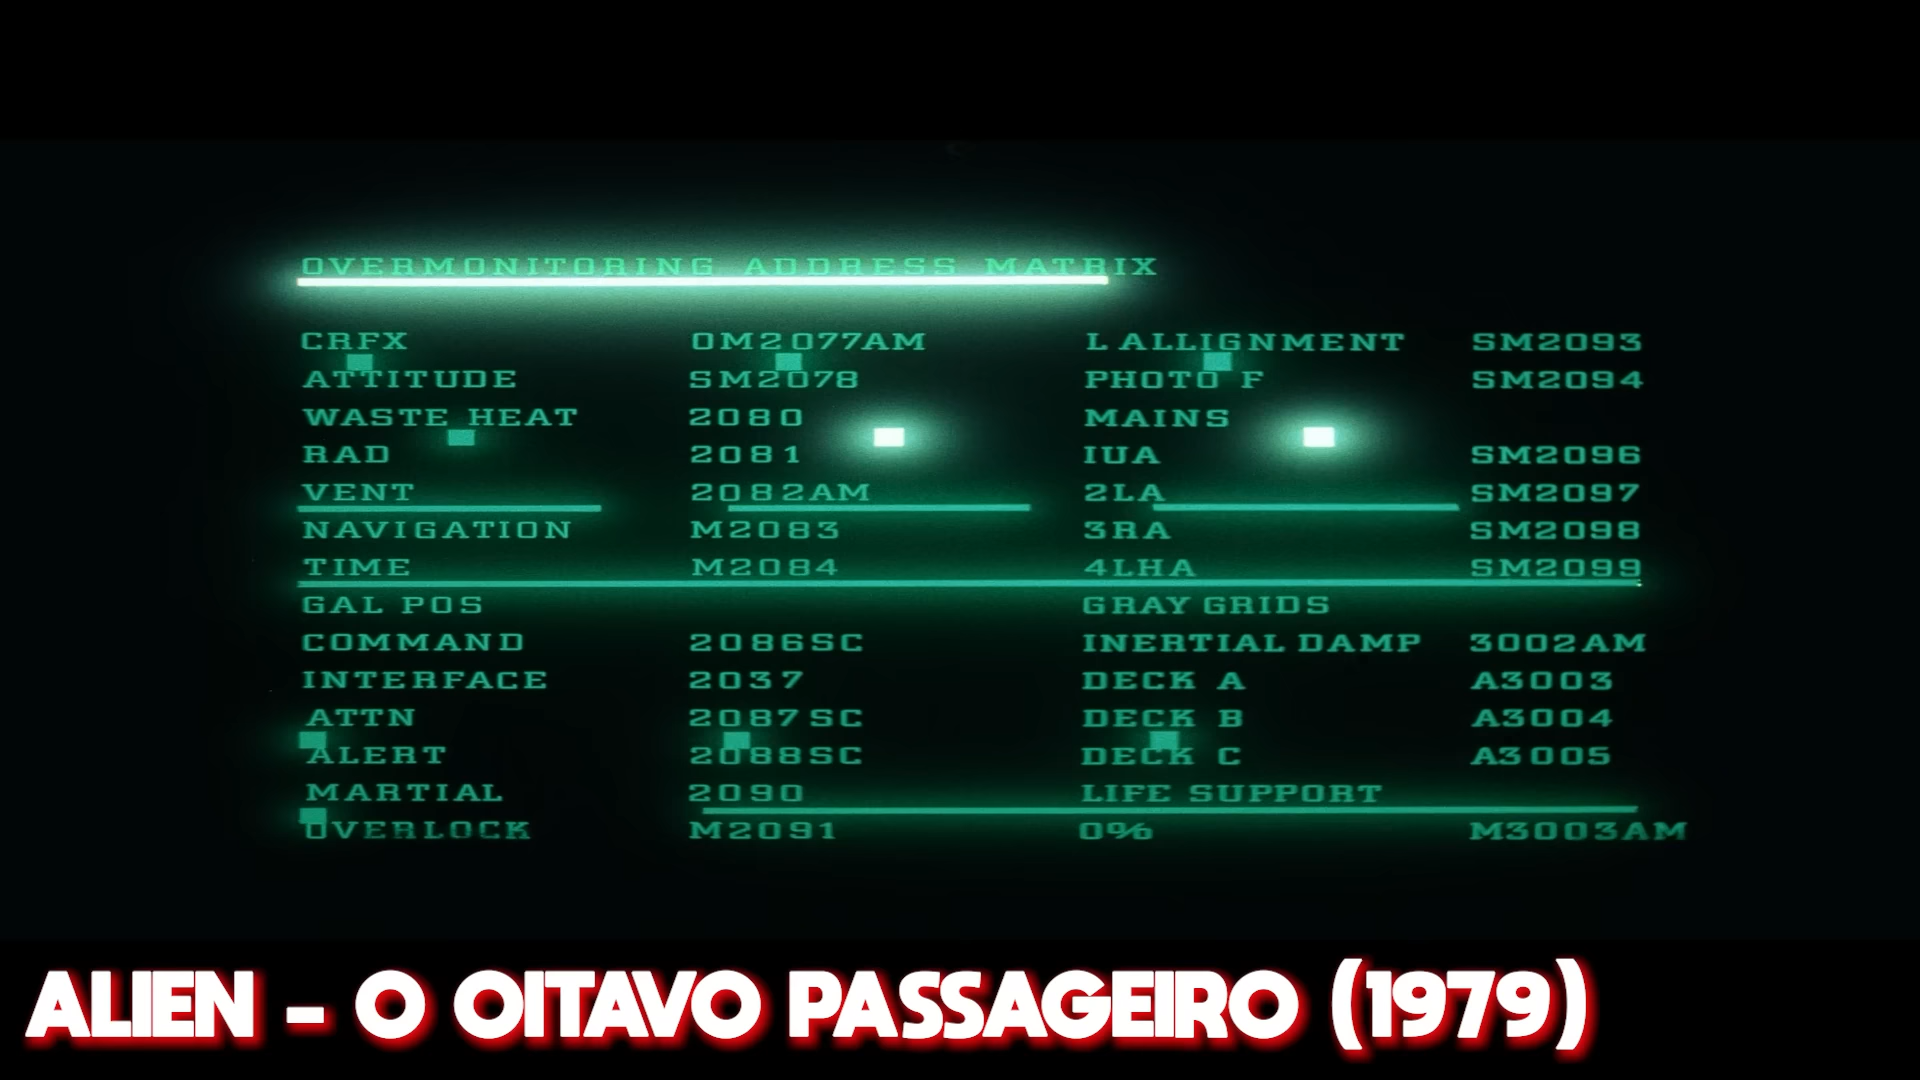 OVERMONITORING ADDRESS MATRIX
CRFX 0M2077AM L ALLIGNMENT SM2093
ATTITUDE SM2078 PHOTO F SM2094
WASTE HEAT 2080 MAINS
RAD 2081 IUA SM2096
VENT 2082AM 2LA SM2097
NAVIGATION M2083 3RA SM2098
TIME M2084 4LHA SM2099
GAL POS GRAY GRIDS
COMMAND 2086SC INERTIAL DAMP 3002AM
INTERFACE 2037 DECK A A3003
ATTN 2087SC DECK B A3004
ALERT 2088SC DECK C A3005
MARTIAL 2090 LIFE SUPPORT
OVERLOCK M2091 0% M3003AM
ALIEN - O OITAVO PASSAGEIRO (1979)